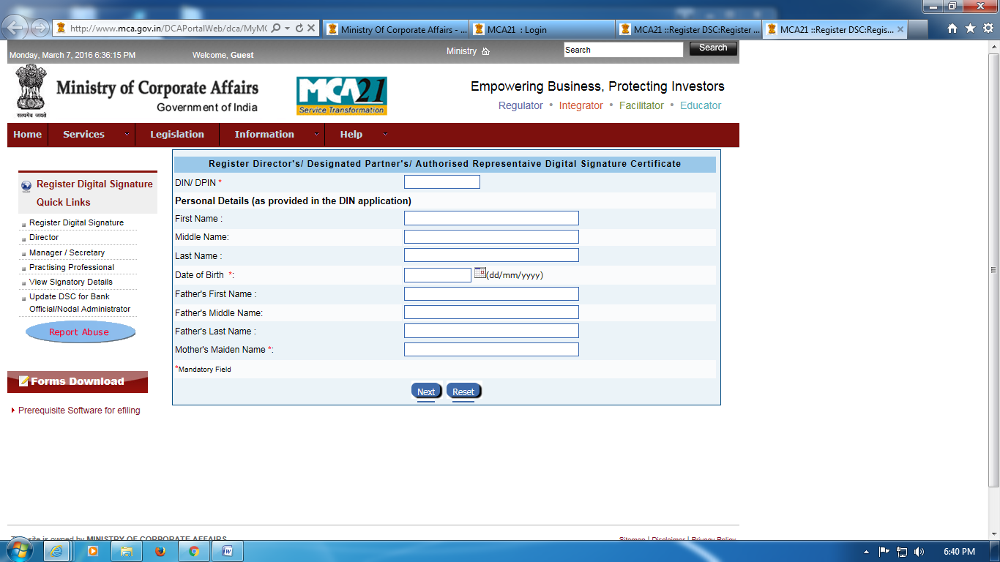 http://www.mca.gov.in/DCAPortalWeb/dca/MyMC
Ministry Of Corporate Affairs - ...
MCA21 : Login
MCA21 ::Register DSC:Register ...
MCA21 ::Register DSC:Regis...
Monday, March 7, 2016 6:36:15 PM
Welcome, Guest
Ministry
Search
Search
सत्यमेव जयते
Ministry of Corporate Affairs
Government of India
MCA21
Service Transformation
Empowering Business, Protecting Investors
Regulator • Integrator • Facilitator • Educator
Home
Services
Legislation
Information
Help
Register Digital Signature
Quick Links
Register Digital Signature
Director
Manager / Secretary
Practising Professional
View Signatory Details
Update DSC for Bank
Official/Nodal Administrator
Report Abuse
Forms Download
Prerequisite Software for efiling
Register Director's/ Designated Partner's/ Authorised Representaive Digital Signature Certificate
DIN/ DPIN *
Personal Details (as provided in the DIN application)
First Name :
Middle Name:
Last Name :
Date of Birth *:
(dd/mm/yyyy)
Father's First Name :
Father's Middle Name:
Father's Last Name :
Mother's Maiden Name *:
*Mandatory Field
Next
Reset
site is owned by MINISTRY OF CORPORATE AFFAIRS
Sitemap | Disclaimer | Privacy Policy
6:40 PM